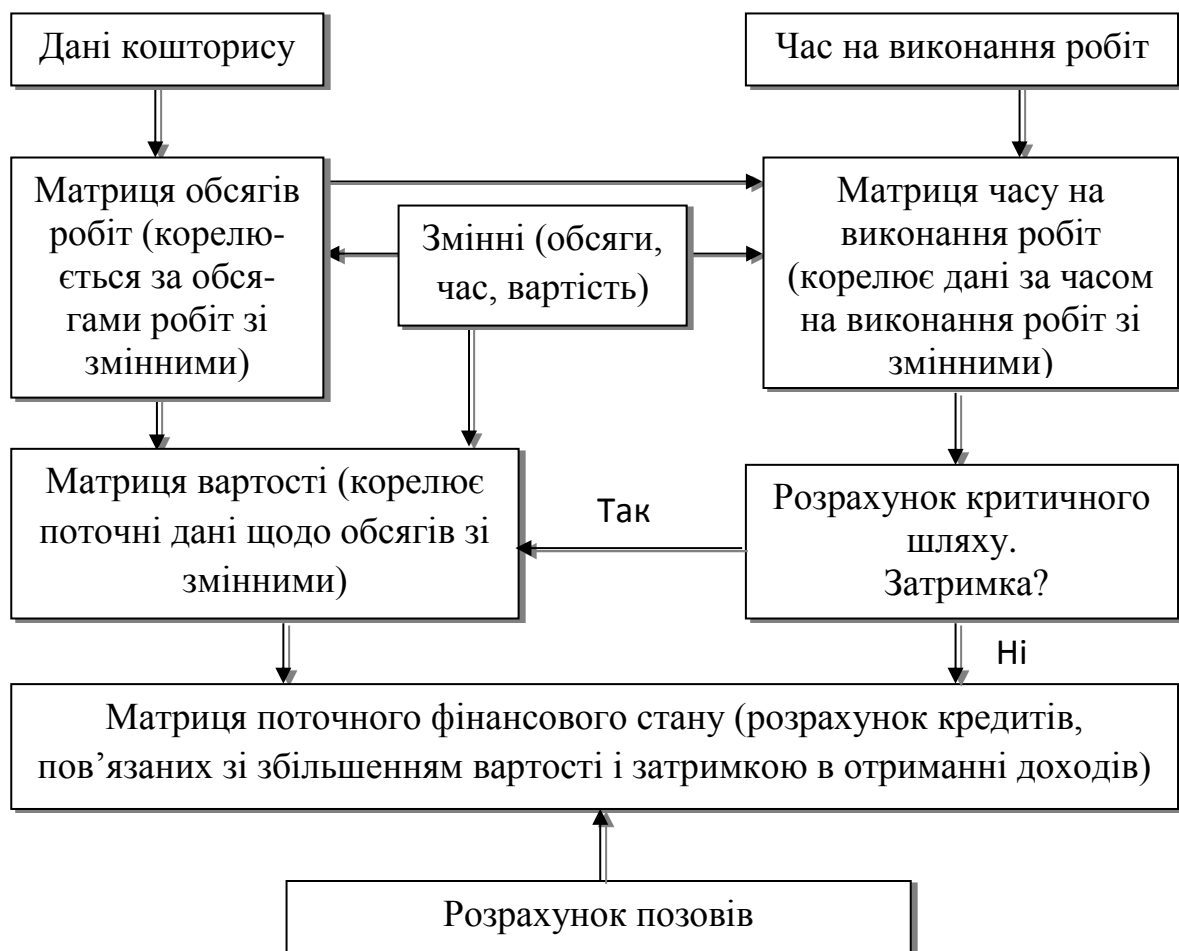 Дані кошторису
Час на виконання робіт
Матриця обсягів
робіт (корелю-
ється за обся-
гами робіт зі
змінними)
Змінні (обсяги,
час, вартість)
Матриця часу на
виконання робіт
(корелює дані за часом
на виконання робіт зі
змінними)
Матриця вартості (корелює
поточні дані щодо обсягів зі
змінними)
Так
Розрахунок критичного
шляху.
Затримка?
Ні
Матриця поточного фінансового стану (розрахунок кредитів,
пов’язаних зі збільшенням вартості і затримкою в отриманні доходів)
Розрахунок позовів